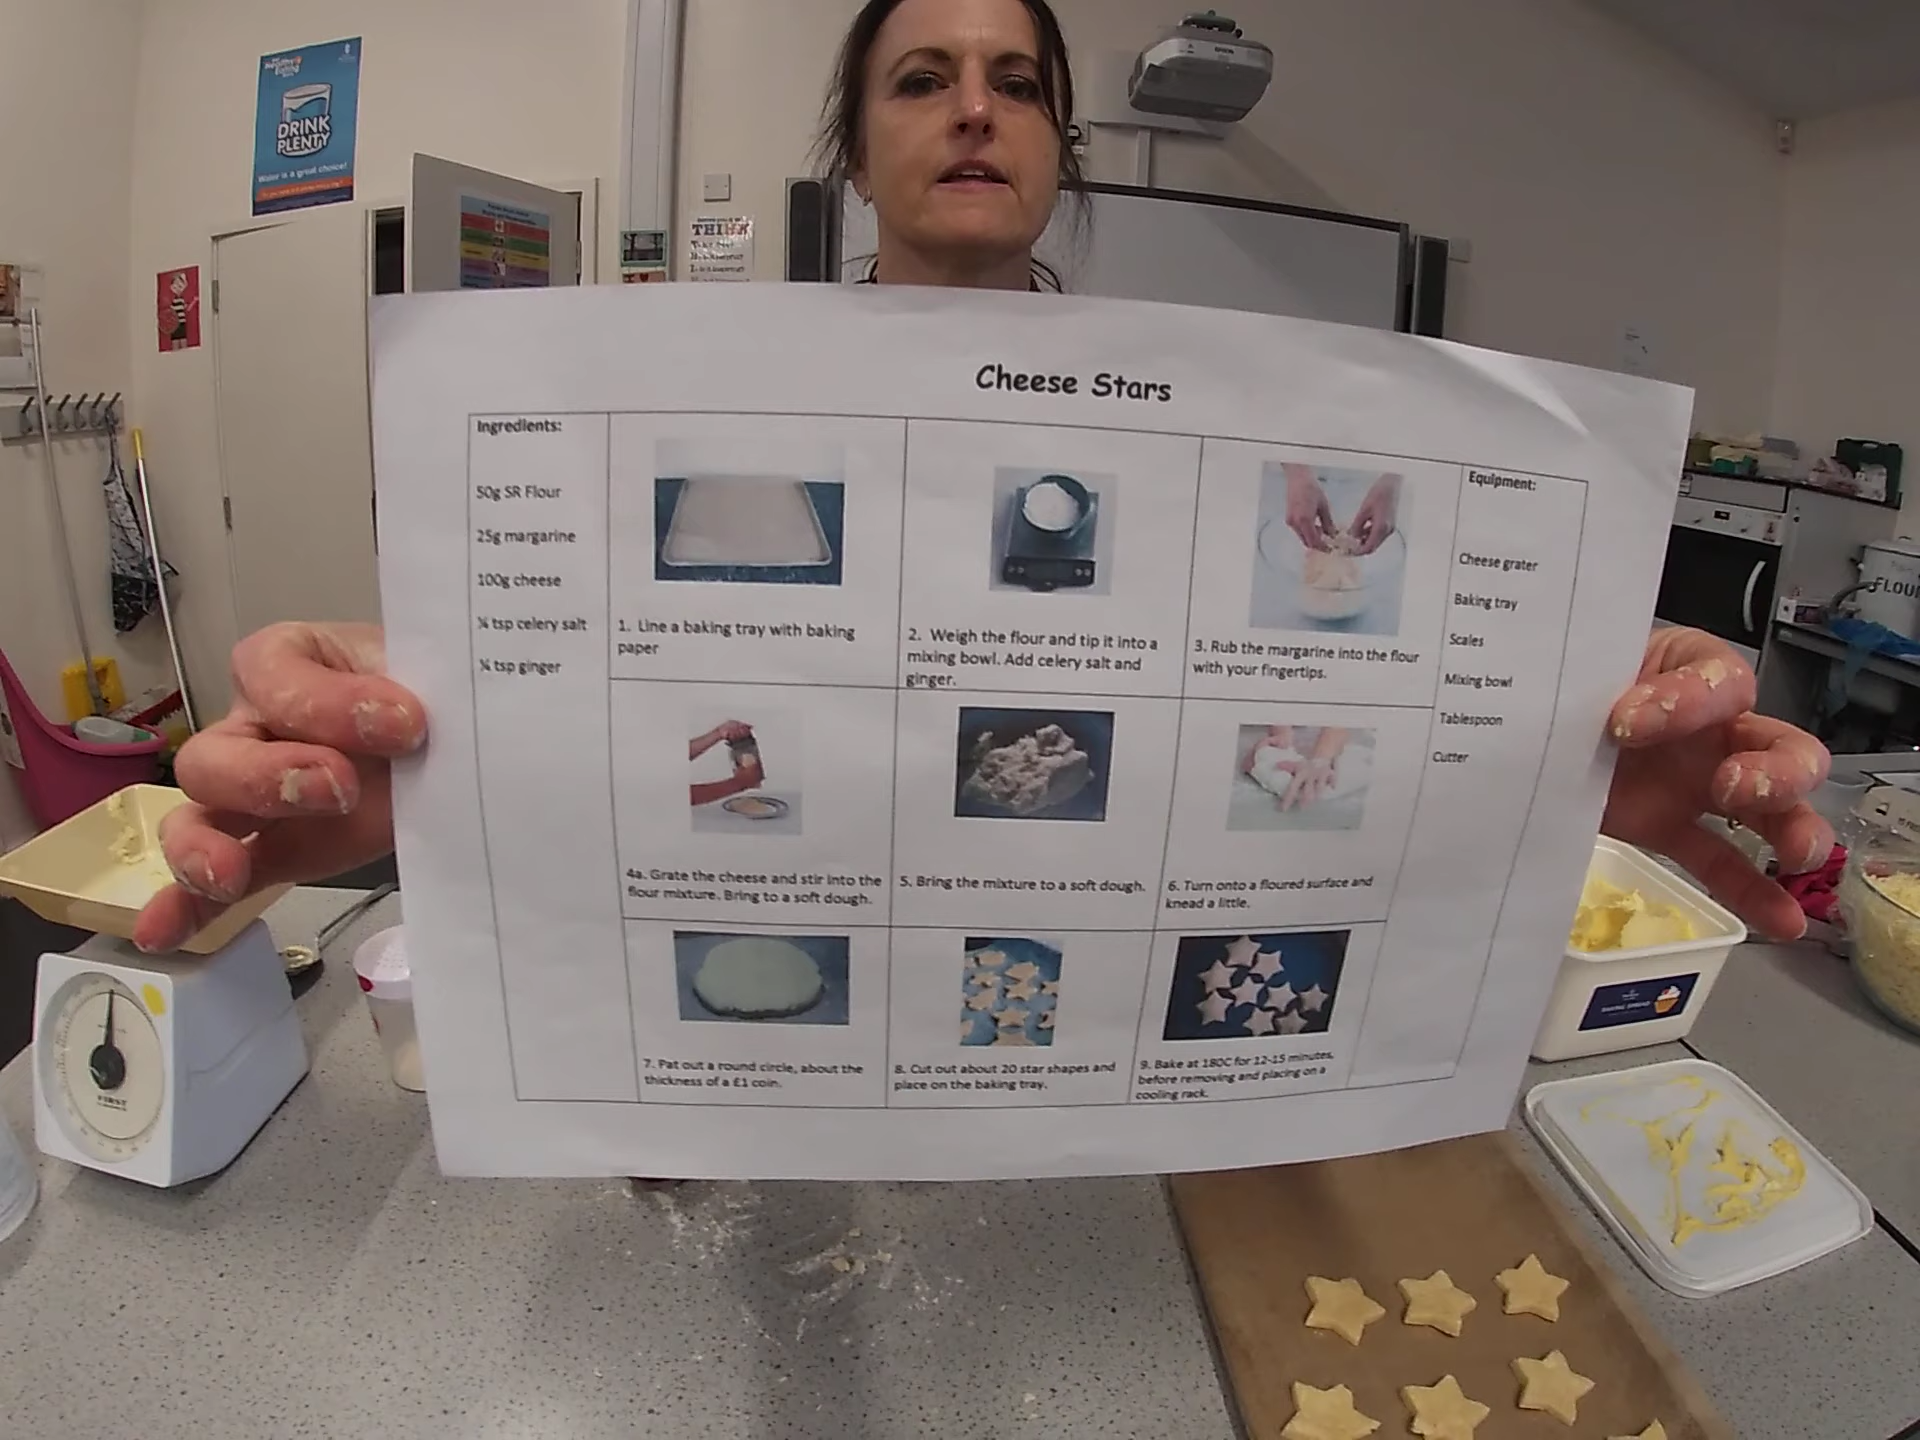 Healthy
Eating
DRINK
PLENTY
Water is a great choice!
THINK
EPSON
Cheese Stars
Ingredients:
50g SR Flour
25g margarine
100g cheese
¼ tsp celery salt
¼ tsp ginger
1. Line a baking tray with baking
paper
2. Weigh the flour and tip it into a
mixing bowl. Add celery salt and
ginger.
3. Rub the margarine into the flour
with your fingertips.
4a. Grate the cheese and stir into the
flour mixture. Bring to a soft dough.
5. Bring the mixture to a soft dough.
6. Turn onto a floured surface and
knead a little.
7. Pat out a round circle, about the
thickness of a £1 coin.
8. Cut out about 20 star shapes and
place on the baking tray.
9. Bake at 180C for 12-15 minutes,
before removing and placing on a
cooling rack.
Equipment:
Cheese grater
Baking tray
Scales
Mixing bowl
Tablespoon
Cutter
FLOU
FIRST
BAKING SPREAD